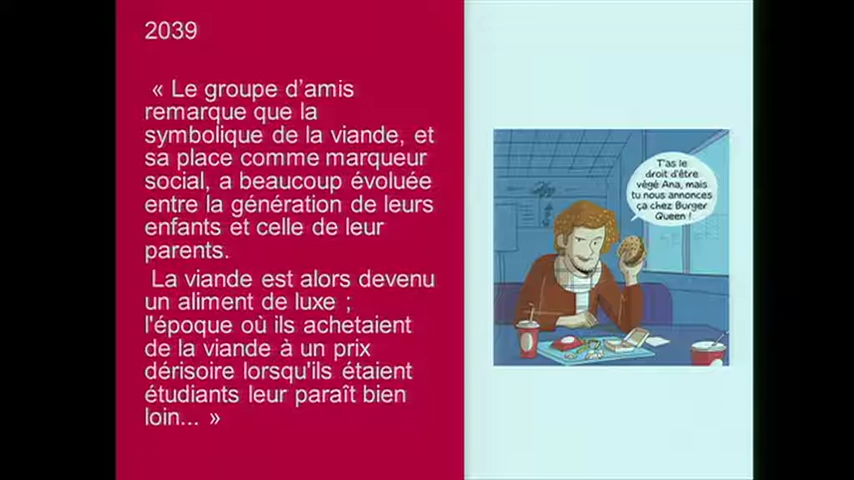 2039
« Le groupe d'amis
remarque que la
symbolique de la viande, et
sa place comme marqueur
social, a beaucoup évoluée
entre la génération de leurs
enfants et celle de leur
parents.
La viande est alors devenu
un aliment de luxe ;
l'époque où ils achetaient
de la viande à un prix
dérisoire lorsqu'ils étaient
étudiants leur paraît bien
loin... »
T'as le
droit d'être
végé Ana, mais
tu nous annonces
ça chez Burger
Queen !